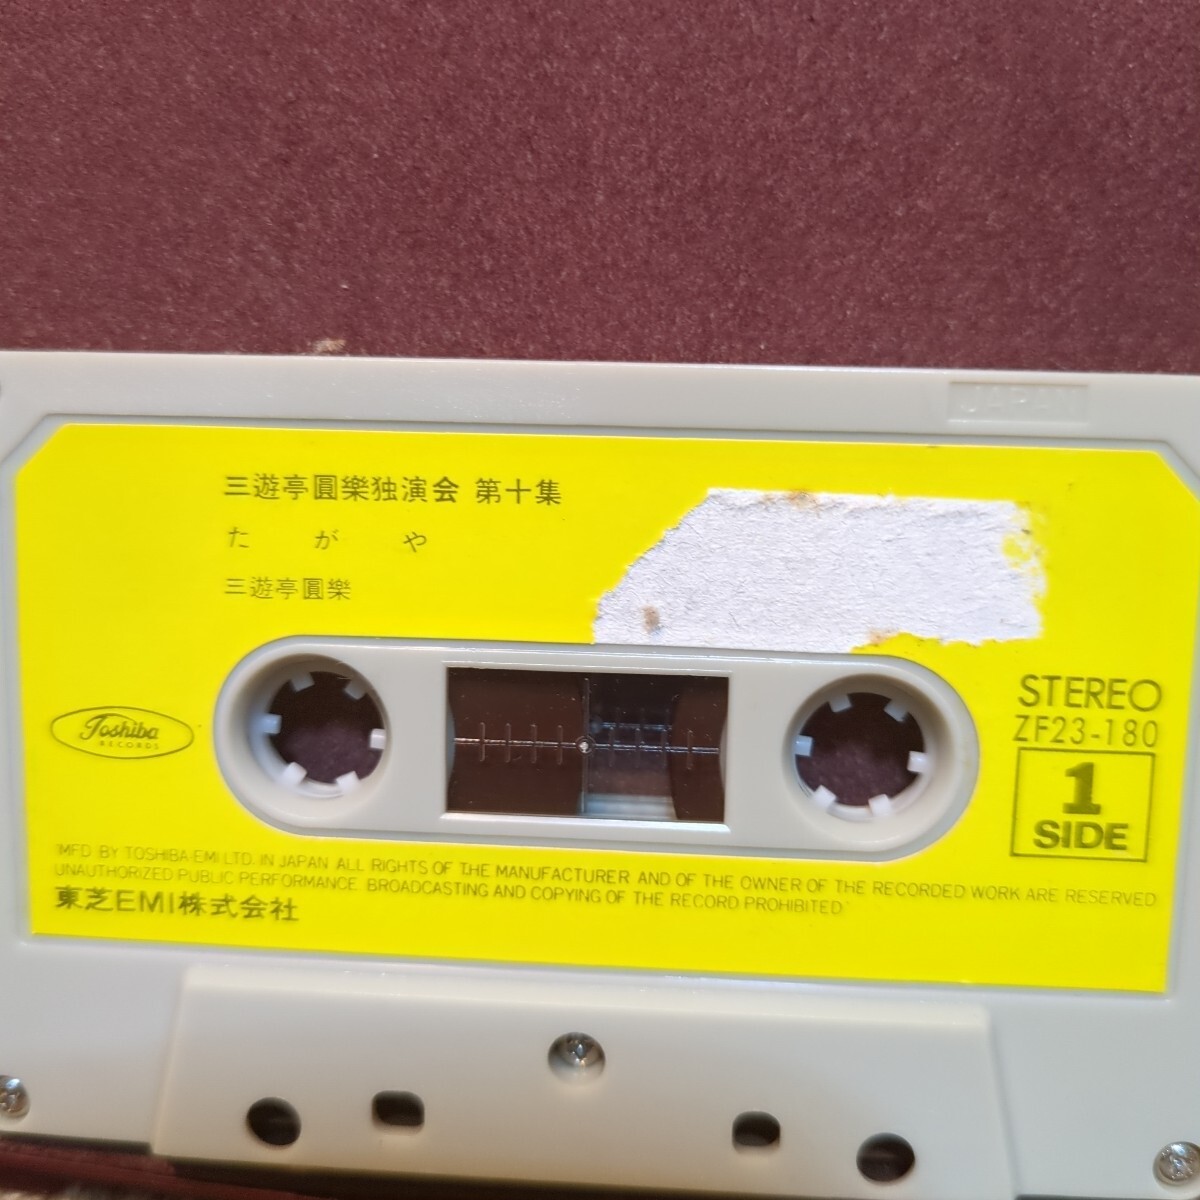 JAPAN
三遊亭圓樂独演会 第十集
たがや
三遊亭圓樂
Toshiba
RECORDS
STEREO
ZF23-180
1
SIDE
"MFD BY TOSHIBA-EMI LTD. IN JAPAN. ALL RIGHTS OF THE MANUFACTURER AND OF THE OWNER OF THE RECORDED WORK ARE RESERVED
UNAUTHORIZED PUBLIC PERFORMANCE. BROADCASTING AND COPYING OF THE RECORD PROHIBITED."
東芝EMI株式会社